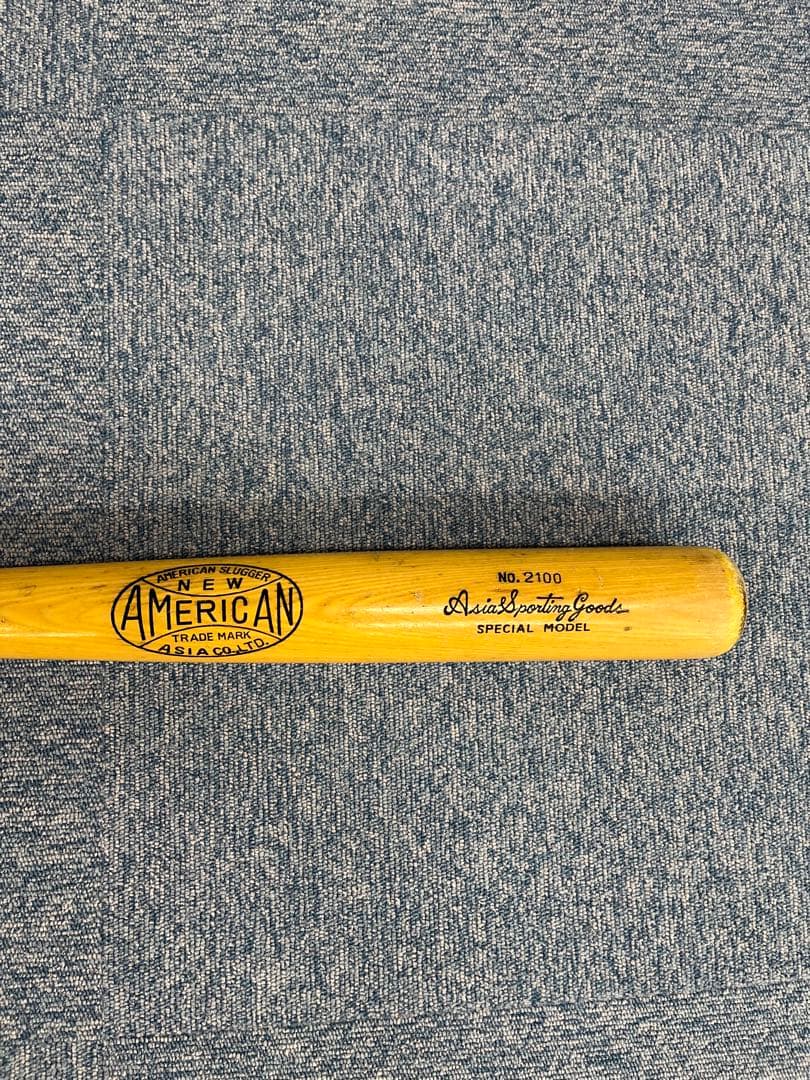 AMERICAN SLUGGER
NEW
AMERICAN
TRADE MARK
ASIA CO., LTD.
NO. 2100
Asia Sporting Goods
SPECIAL MODEL